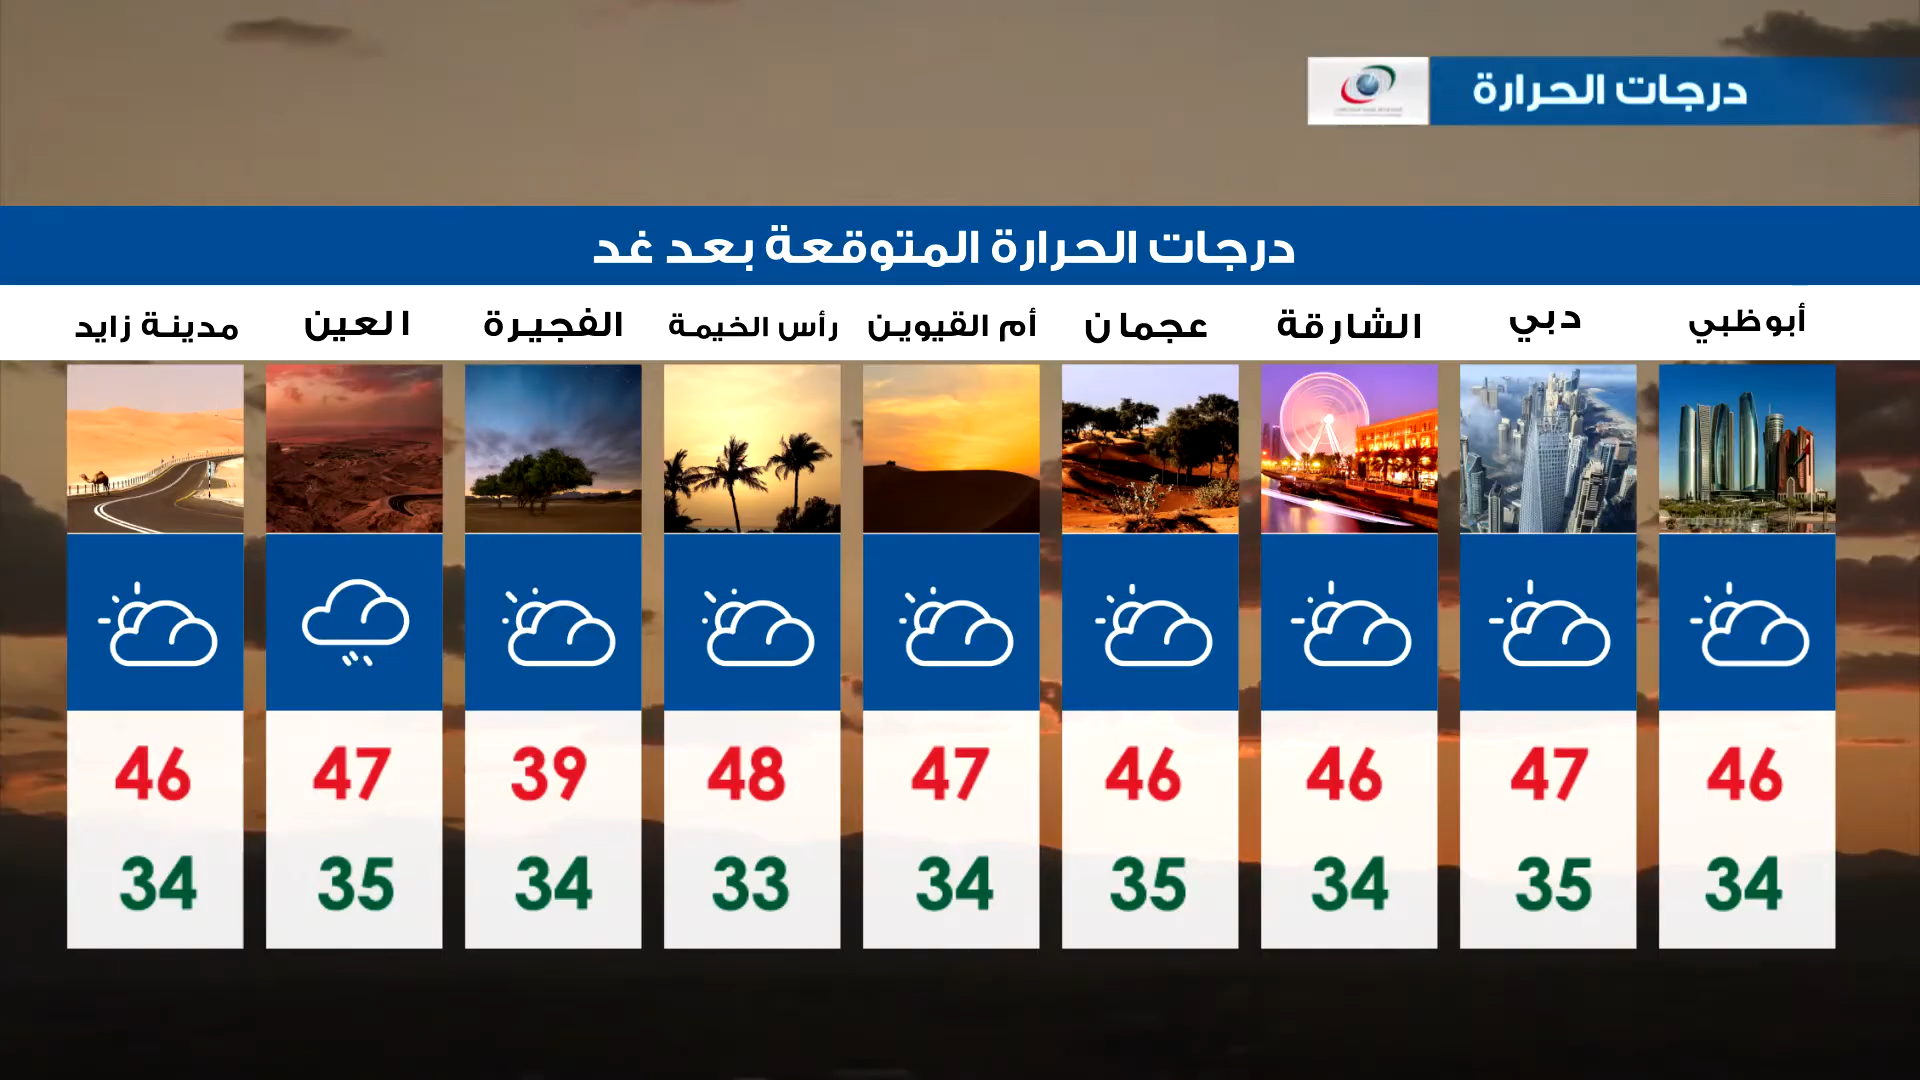 درجات الحرارة
درجات الحرارة المتوقعة بعد غد
أبوظبي دبي الشارقة عجمان أم القيوين رأس الخيمة الفجيرة العين مدينة زايد
46 47 46 46 47 48 39 47 46
34 35 34 35 34 33 34 35 34